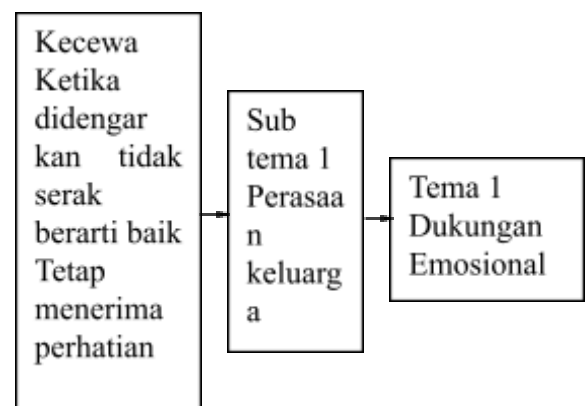 Kecewa
Ketika
didengar
kan tidak
serak
berarti baik
Tetap
menerima
perhatian
Sub
tema 1
Perasaa
n
keluarg
a
Tema 1
Dukungan
Emosional